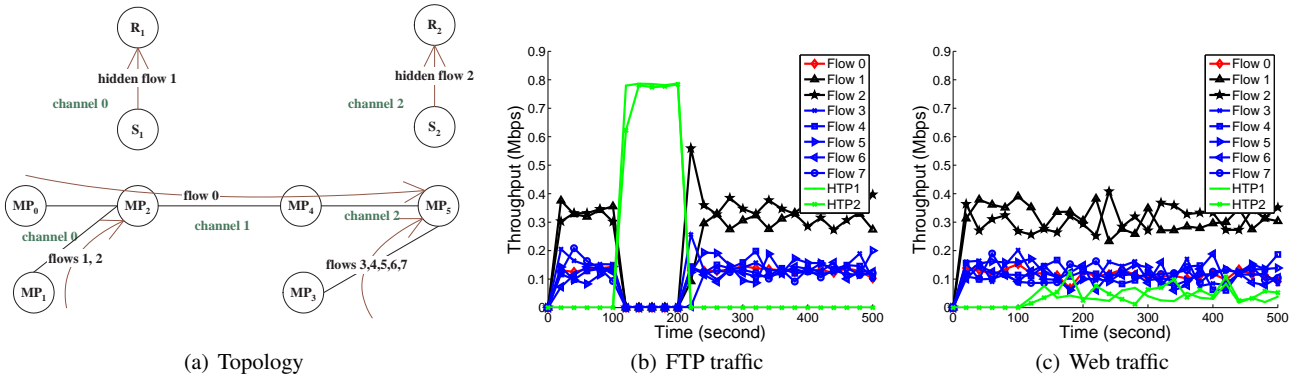 R1
R2
hidden flow 1
hidden flow 2
channel 0
channel 2
S1
S2
flow 0
MP0
MP2
MP4
MP5
channel 1
channel 2
channel 0
flows 1, 2
flows 3,4,5,6,7
MP1
MP3
(a) Topology
Throughput (Mbps)
0.9
0.8
0.7
0.6
0.5
0.4
0.3
0.2
0.1
0
0 100 200 300 400 500
Time (second)
Flow 0
Flow 1
Flow 2
Flow 3
Flow 4
Flow 5
Flow 6
Flow 7
HTP1
HTP2
(b) FTP traffic
Throughput (Mbps)
0.9
0.8
0.7
0.6
0.5
0.4
0.3
0.2
0.1
0
0 100 200 300 400 500
Time (second)
Flow 0
Flow 1
Flow 2
Flow 3
Flow 4
Flow 5
Flow 6
Flow 7
HTP1
HTP2
(c) Web traffic